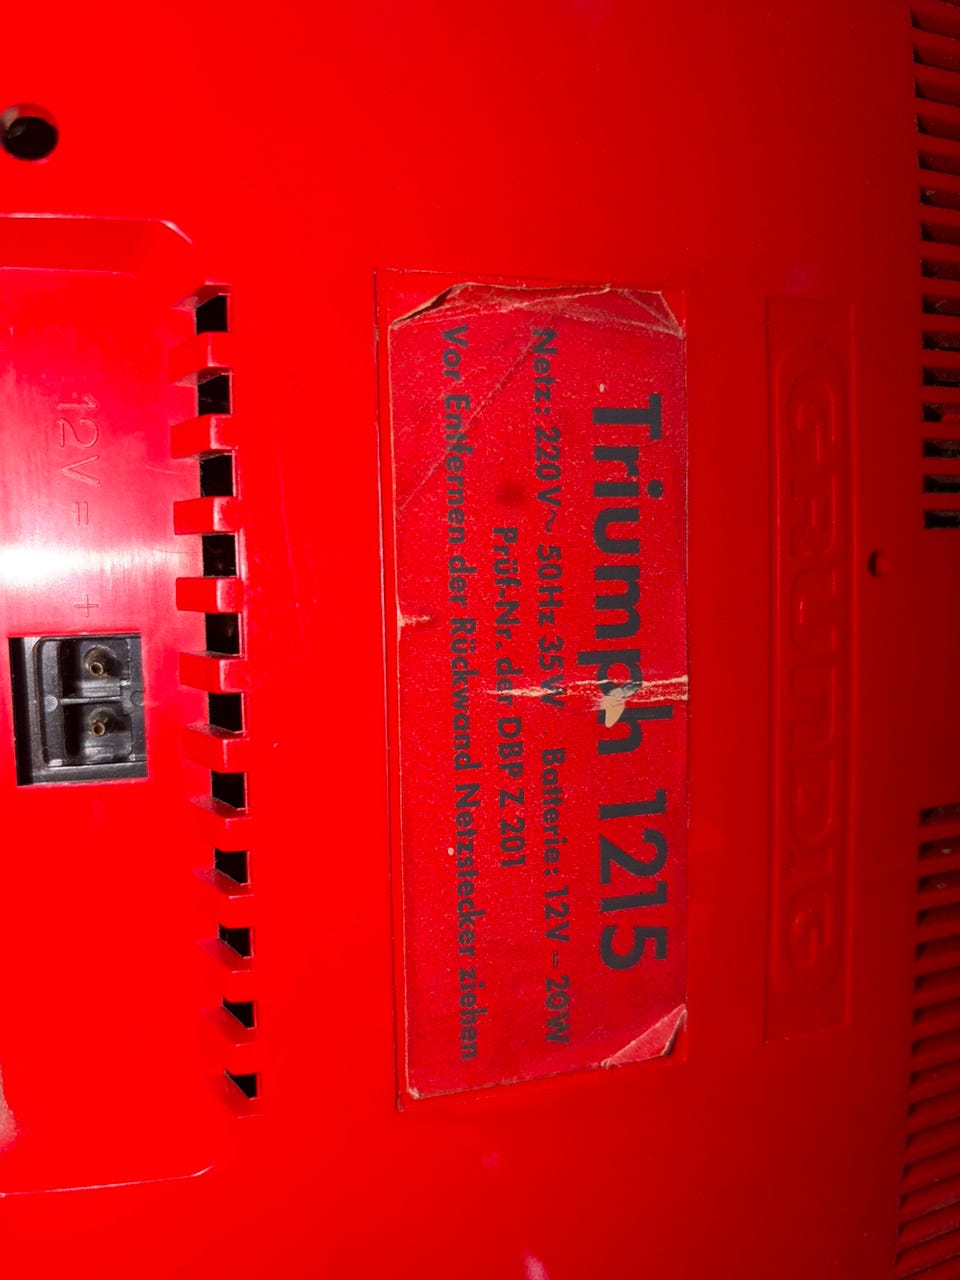 GRUNDIG
Triumph 1215
Netz: 220V~ 50Hz 35W Batterie: 12V = 20W
Prüf-Nr. der DBP Z 201
Vor Entfernen der Rückwand Netzstecker ziehen
12V = +